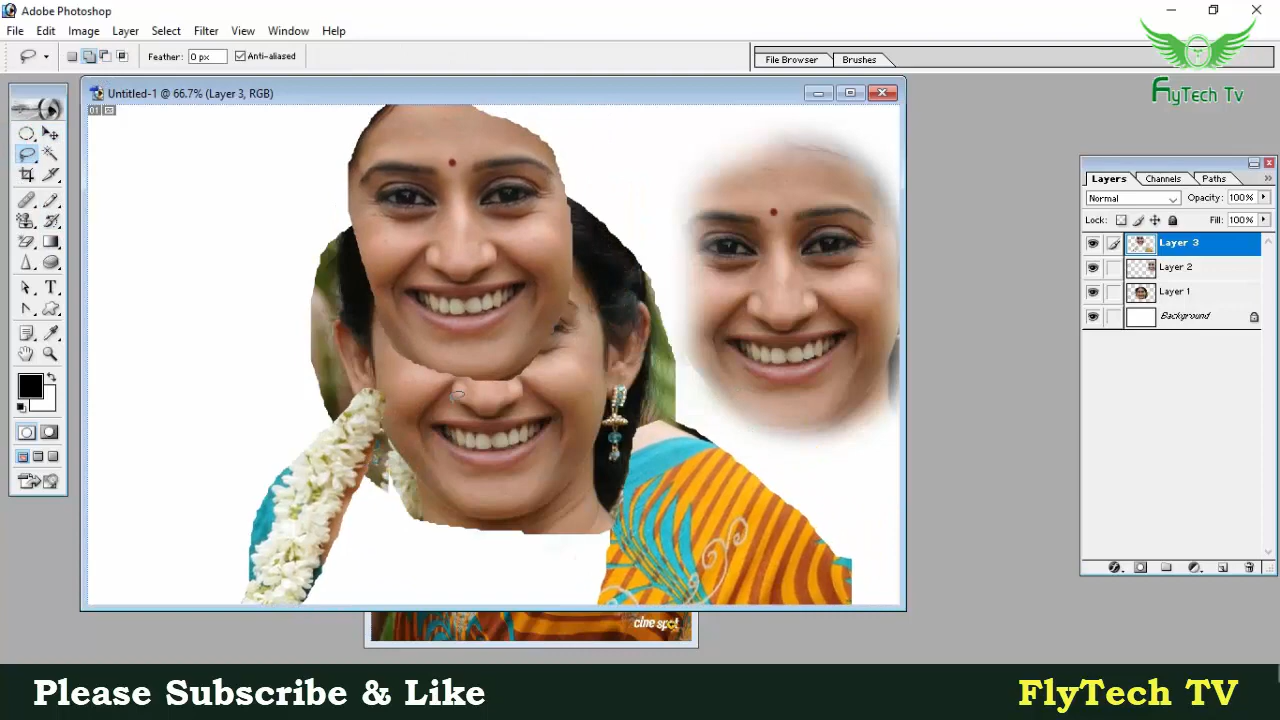 Adobe Photoshop
File Edit Image Layer Select Filter View Window Help
Feather: 0 px Anti-aliased
File Browser Brushes
FlyTech Tv
Untitled-1 @ 66.7% (Layer 3, RGB)
01
Layers Channels Paths
Normal Opacity: 100%
Lock: Fill: 100%
Layer 3
Layer 2
Layer 1
Background
cine spot
Please Subscribe & Like
FlyTech TV